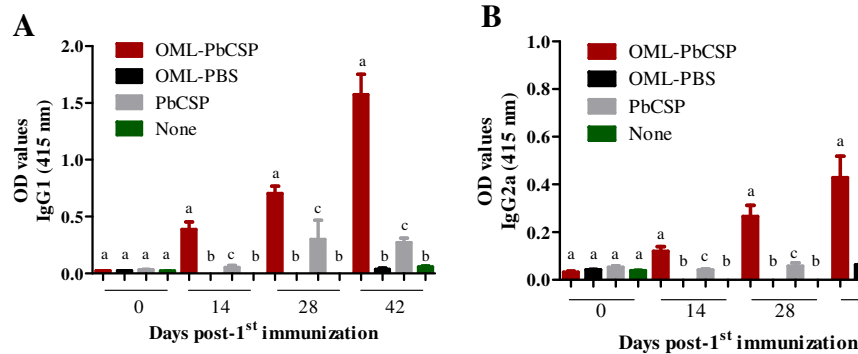 A
OML-PbCSP
OML-PBS
PbCSP
None
OD values
IgG1 (415 nm)
2.0
1.5
1.0
0.5
0.0
a a a a a b c b a b c b a b c b
0 14 28 42
Days post-1st immunization
B
OML-PbCSP
OML-PBS
PbCSP
None
OD values
IgG2a (415 nm)
1.0
0.8
0.6
0.4
0.2
0.0
a a a a a b c b a b c b a
0 14 28
Days post-1st immunization